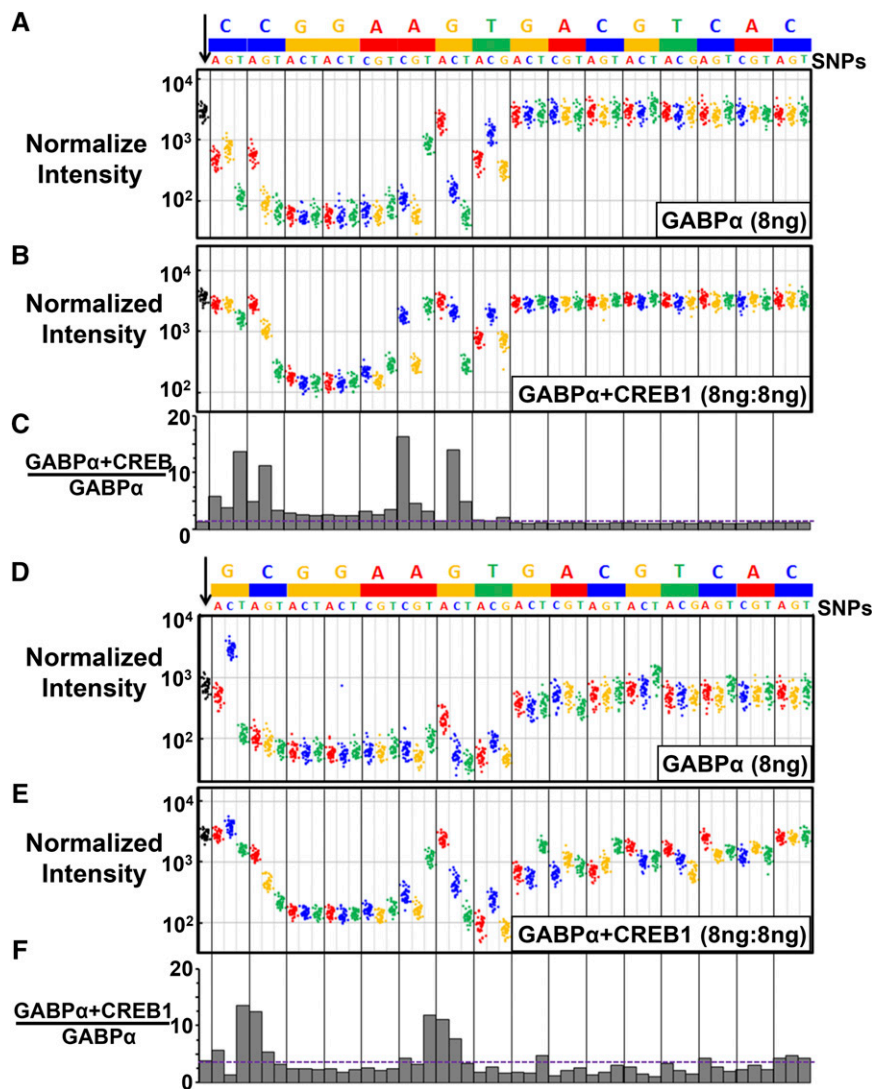 A
C C G G A A G T G A C G T C A C
AGTAGTACTACTCGTCGTACTACGACTCGTAGTACTACGAGTCGTAGT SNPs
Normalize
Intensity
10⁴
10³
10²
GABPα (8ng)
B
Normalized
Intensity
10⁴
10³
10²
GABPα+CREB1 (8ng:8ng)
C
GABPα+CREB
GABPα
20
10
0
D
G C G G A A G T G A C G T C A C
ACTAGTACTACTCGTCGTACTACGACTCGTAGTACTACGAGTCGTAGT SNPs
Normalized
Intensity
10⁴
10³
10²
GABPα (8ng)
E
Normalized
Intensity
10⁴
10³
10²
GABPα+CREB1 (8ng:8ng)
F
GABPα+CREB1
GABPα
20
10
0